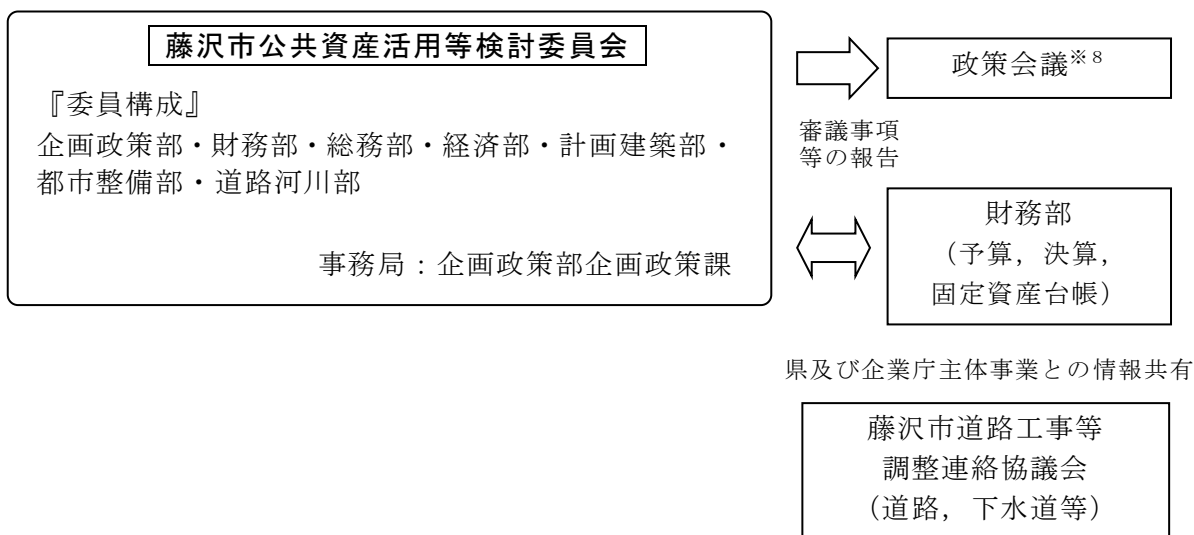 藤沢市公共資産活用等検討委員会
『委員構成』
企画政策部・財務部・総務部・経済部・計画建築部・
都市整備部・道路河川部
事務局：企画政策部企画政策課
政策会議※８
審議事項
等の報告
財務部
（予算，決算，
固定資産台帳）
県及び企業庁主体事業との情報共有
藤沢市道路工事等
調整連絡協議会
（道路，下水道等）